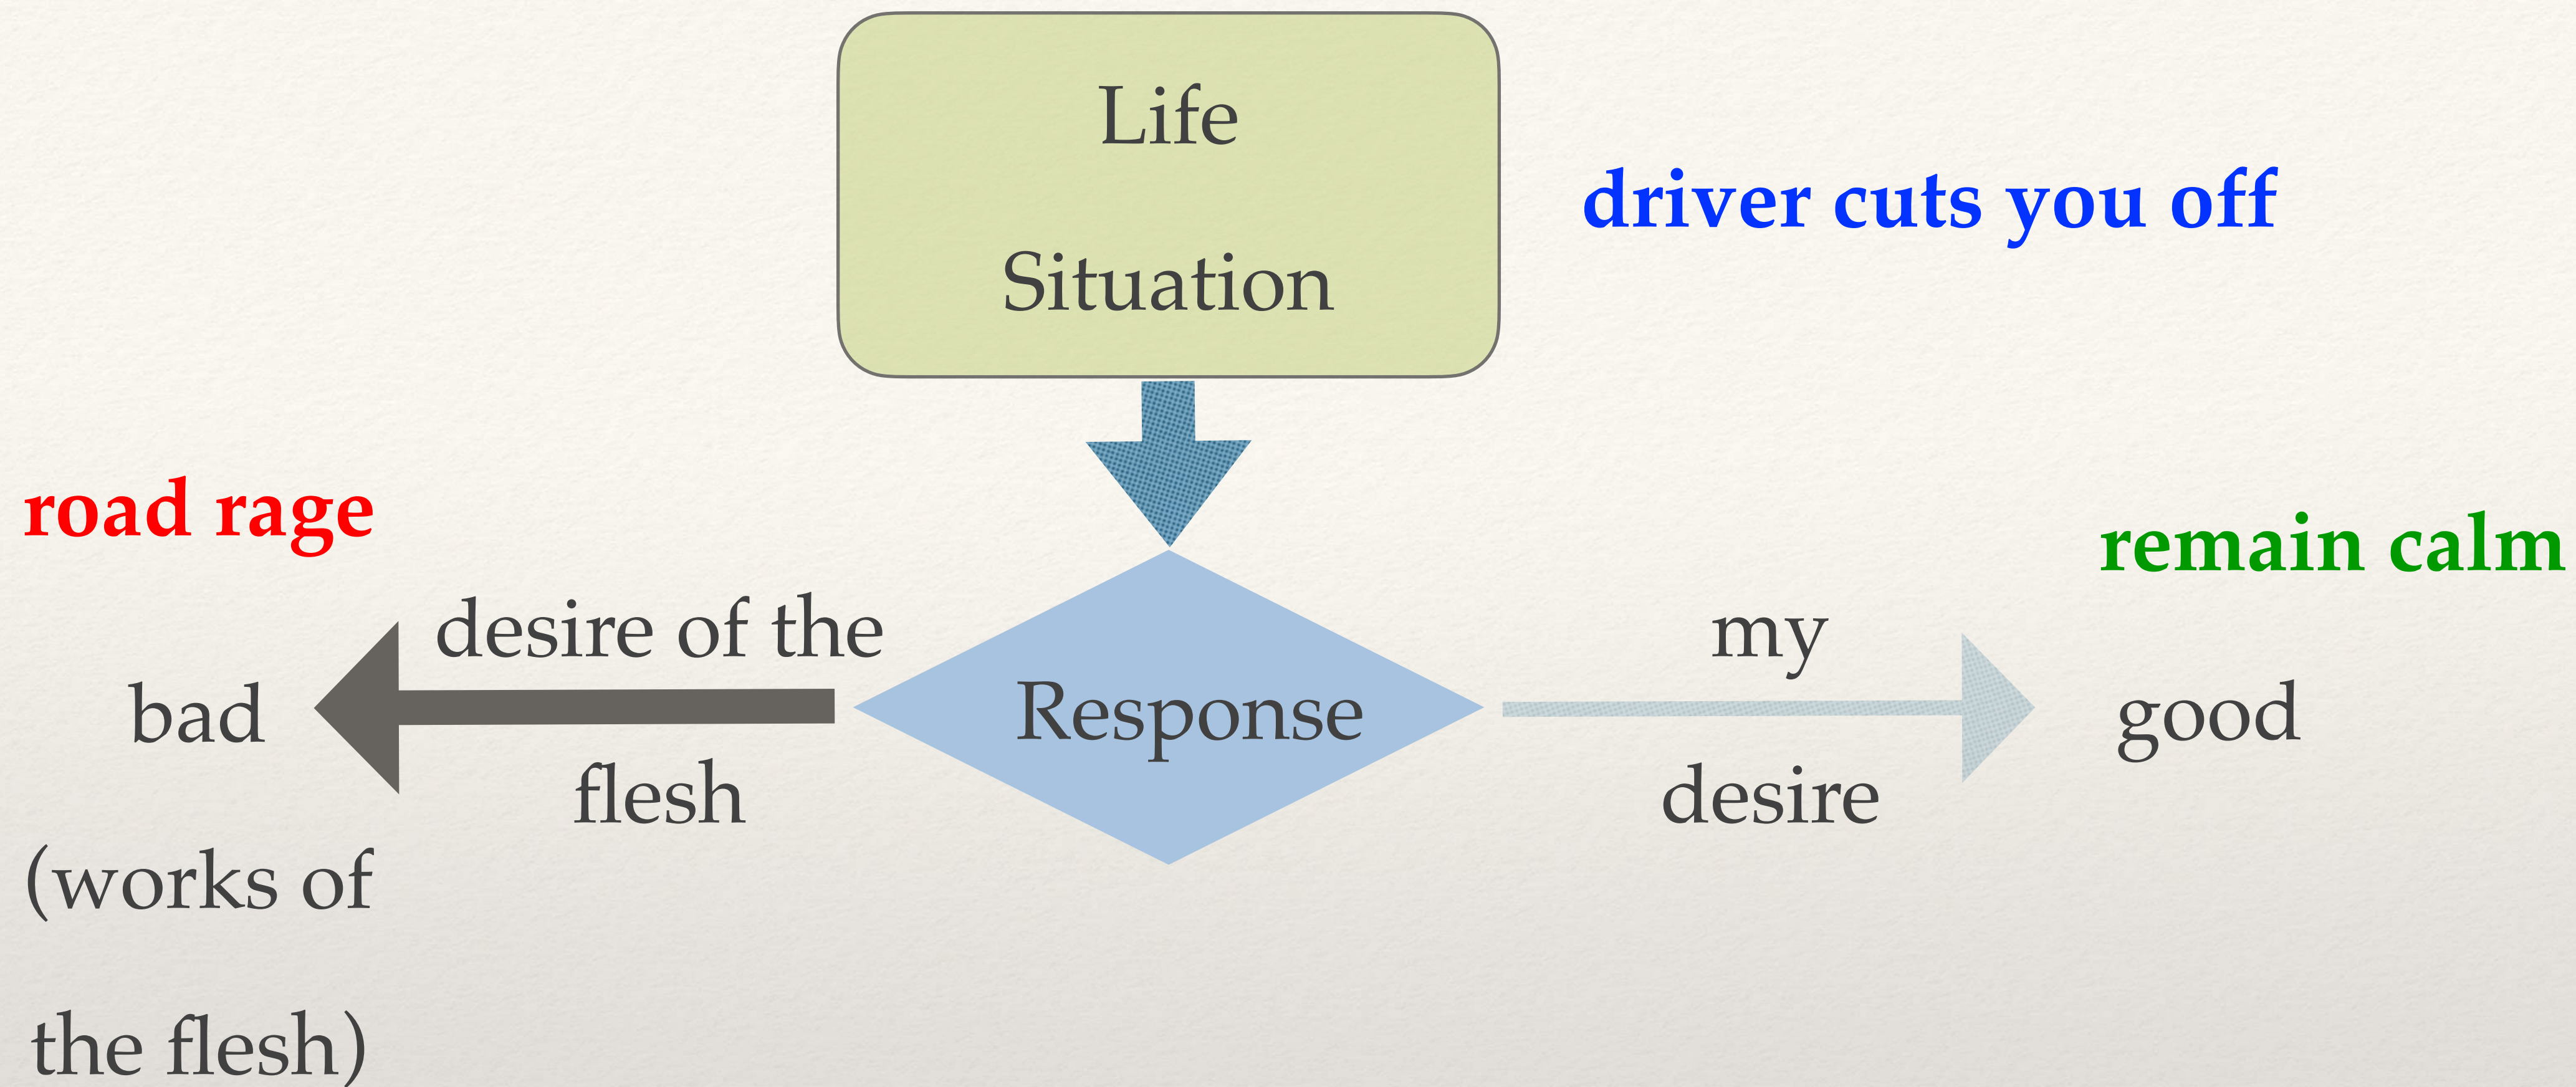 Life
Situation
driver cuts you off
road rage
remain calm
desire of the
flesh
bad
(works of
the flesh)
Response
my
desire
good